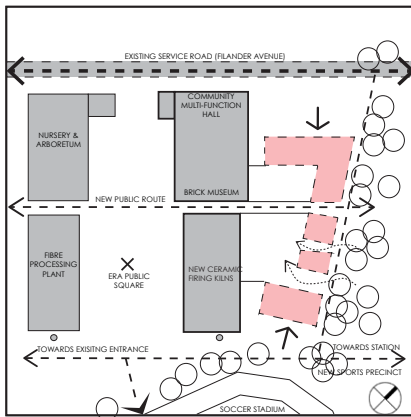 EXISTING SERVICE ROAD (FILANDER AVENUE)
COMMUNITY
MULTI-FUNCTION
HALL
NURSERY &
ARBORETUM
BRICK MUSEUM
NEW PUBLIC ROUTE
FIBRE
PROCESSING
PLANT
ERA PUBLIC
SQUARE
NEW CERAMIC
FIRING KILNS
TOWARDS EXISITNG ENTRANCE
TOWARDS STATION
NEW SPORTS PRECINCT
SOCCER STADIUM